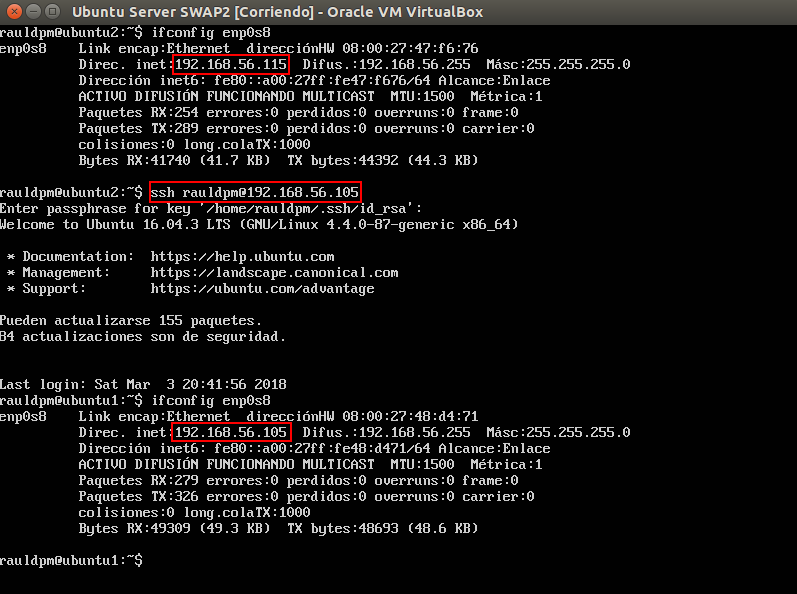 Ubuntu Server SWAP2 [Corriendo] - Oracle VM VirtualBox
rauldpm@ubuntu2:~$ ifconfig enp0s8
enp0s8    Link encap:Ethernet  direcciónHW 08:00:27:47:f6:76
          Direc. inet:192.168.56.115  Difus.:192.168.56.255  Másc:255.255.255.0
          Dirección inet6: fe80::a00:27ff:fe47:f676/64 Alcance:Enlace
          ACTIVO DIFUSIÓN FUNCIONANDO MULTICAST  MTU:1500  Métrica:1
          Paquetes RX:254 errores:0 perdidos:0 overruns:0 frame:0
          Paquetes TX:289 errores:0 perdidos:0 overruns:0 carrier:0
          colisiones:0 long.colaTX:1000
          Bytes RX:41740 (41.7 KB)  TX bytes:44392 (44.3 KB)
rauldpm@ubuntu2:~$ ssh rauldpm@192.168.56.105
Enter passphrase for key '/home/rauldpm/.ssh/id_rsa':
Welcome to Ubuntu 16.04.3 LTS (GNU/Linux 4.4.0-87-generic x86_64)
 * Documentation:  https://help.ubuntu.com
 * Management:     https://landscape.canonical.com
 * Support:        https://ubuntu.com/advantage
Pueden actualizarse 155 paquetes.
84 actualizaciones son de seguridad.
Last login: Sat Mar  3 20:41:56 2018
rauldpm@ubuntu1:~$ ifconfig enp0s8
enp0s8    Link encap:Ethernet  direcciónHW 08:00:27:48:d4:71
          Direc. inet:192.168.56.105  Difus.:192.168.56.255  Másc:255.255.255.0
          Dirección inet6: fe80::a00:27ff:fe48:d471/64 Alcance:Enlace
          ACTIVO DIFUSIÓN FUNCIONANDO MULTICAST  MTU:1500  Métrica:1
          Paquetes RX:279 errores:0 perdidos:0 overruns:0 frame:0
          Paquetes TX:326 errores:0 perdidos:0 overruns:0 carrier:0
          colisiones:0 long.colaTX:1000
          Bytes RX:49309 (49.3 KB)  TX bytes:48693 (48.6 KB)
rauldpm@ubuntu1:~$